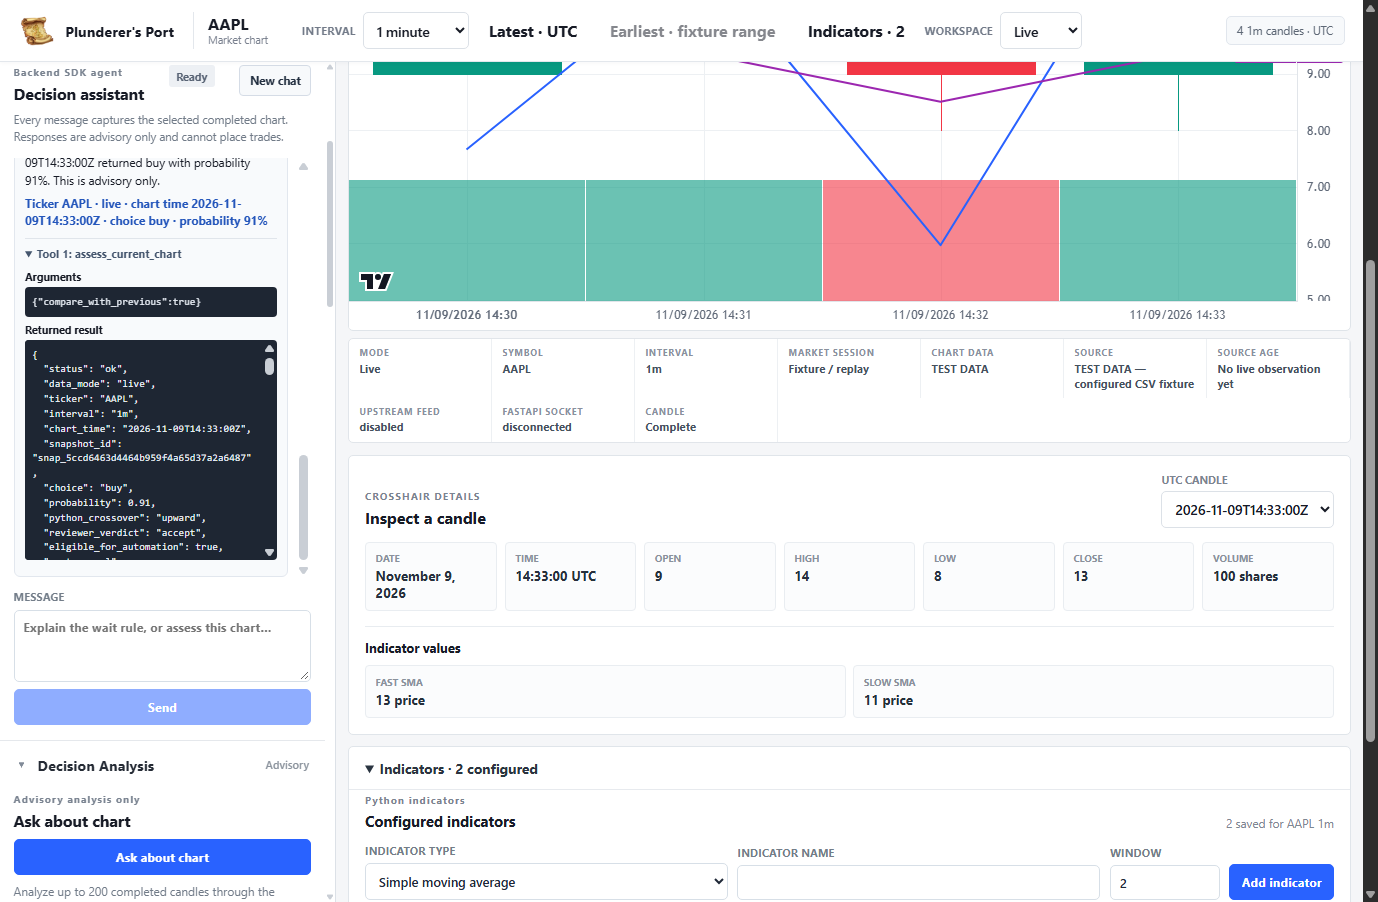 Plunderer's Port
AAPL
Market chart
INTERVAL
1 minute
Latest · UTC
Earliest · fixture range
Indicators · 2
WORKSPACE
Live
4 1m candles · UTC
Backend SDK agent
Ready
New chat
Decision assistant
Every message captures the selected completed chart.
Responses are advisory only and cannot place trades.
09T14:33:00Z returned buy with probability
91%. This is advisory only.
Ticker AAPL · live · chart time 2026-11-
09T14:33:00Z · choice buy · probability 91%
▼ Tool 1: assess_current_chart
Arguments
{"compare_with_previous":true}
Returned result
{
"status": "ok",
"data_mode": "live",
"ticker": "AAPL",
"interval": "1m",
"chart_time": "2026-11-09T14:33:00Z",
"snapshot_id":
"snap_5ccd6463d4464b959f4a65d37a2a6487"
,
"choice": "buy",
"probability": 0.91,
"python_crossover": "upward",
"reviewer_verdict": "accept",
"eligible_for_automation": true,
MESSAGE
Explain the wait rule, or assess this chart...
Send
▼ Decision Analysis
Advisory
Advisory analysis only
Ask about chart
Ask about chart
Analyze up to 200 completed candles through the
9.00
8.00
7.00
6.00
5.00
11/09/2026 14:30
11/09/2026 14:31
11/09/2026 14:32
11/09/2026 14:33
MODE
Live
SYMBOL
AAPL
INTERVAL
1m
MARKET SESSION
Fixture / replay
CHART DATA
TEST DATA
SOURCE
TEST DATA —
configured CSV fixture
SOURCE AGE
No live observation
yet
UPSTREAM FEED
disabled
FASTAPI SOCKET
disconnected
CANDLE
Complete
CROSSHAIR DETAILS
Inspect a candle
UTC CANDLE
2026-11-09T14:33:00Z
DATE
November 9,
2026
TIME
14:33:00 UTC
OPEN
9
HIGH
14
LOW
8
CLOSE
13
VOLUME
100 shares
Indicator values
FAST SMA
13 price
SLOW SMA
11 price
▼ Indicators · 2 configured
Python indicators
Configured indicators
2 saved for AAPL 1m
INDICATOR TYPE
Simple moving average
INDICATOR NAME
WINDOW
2
Add indicator